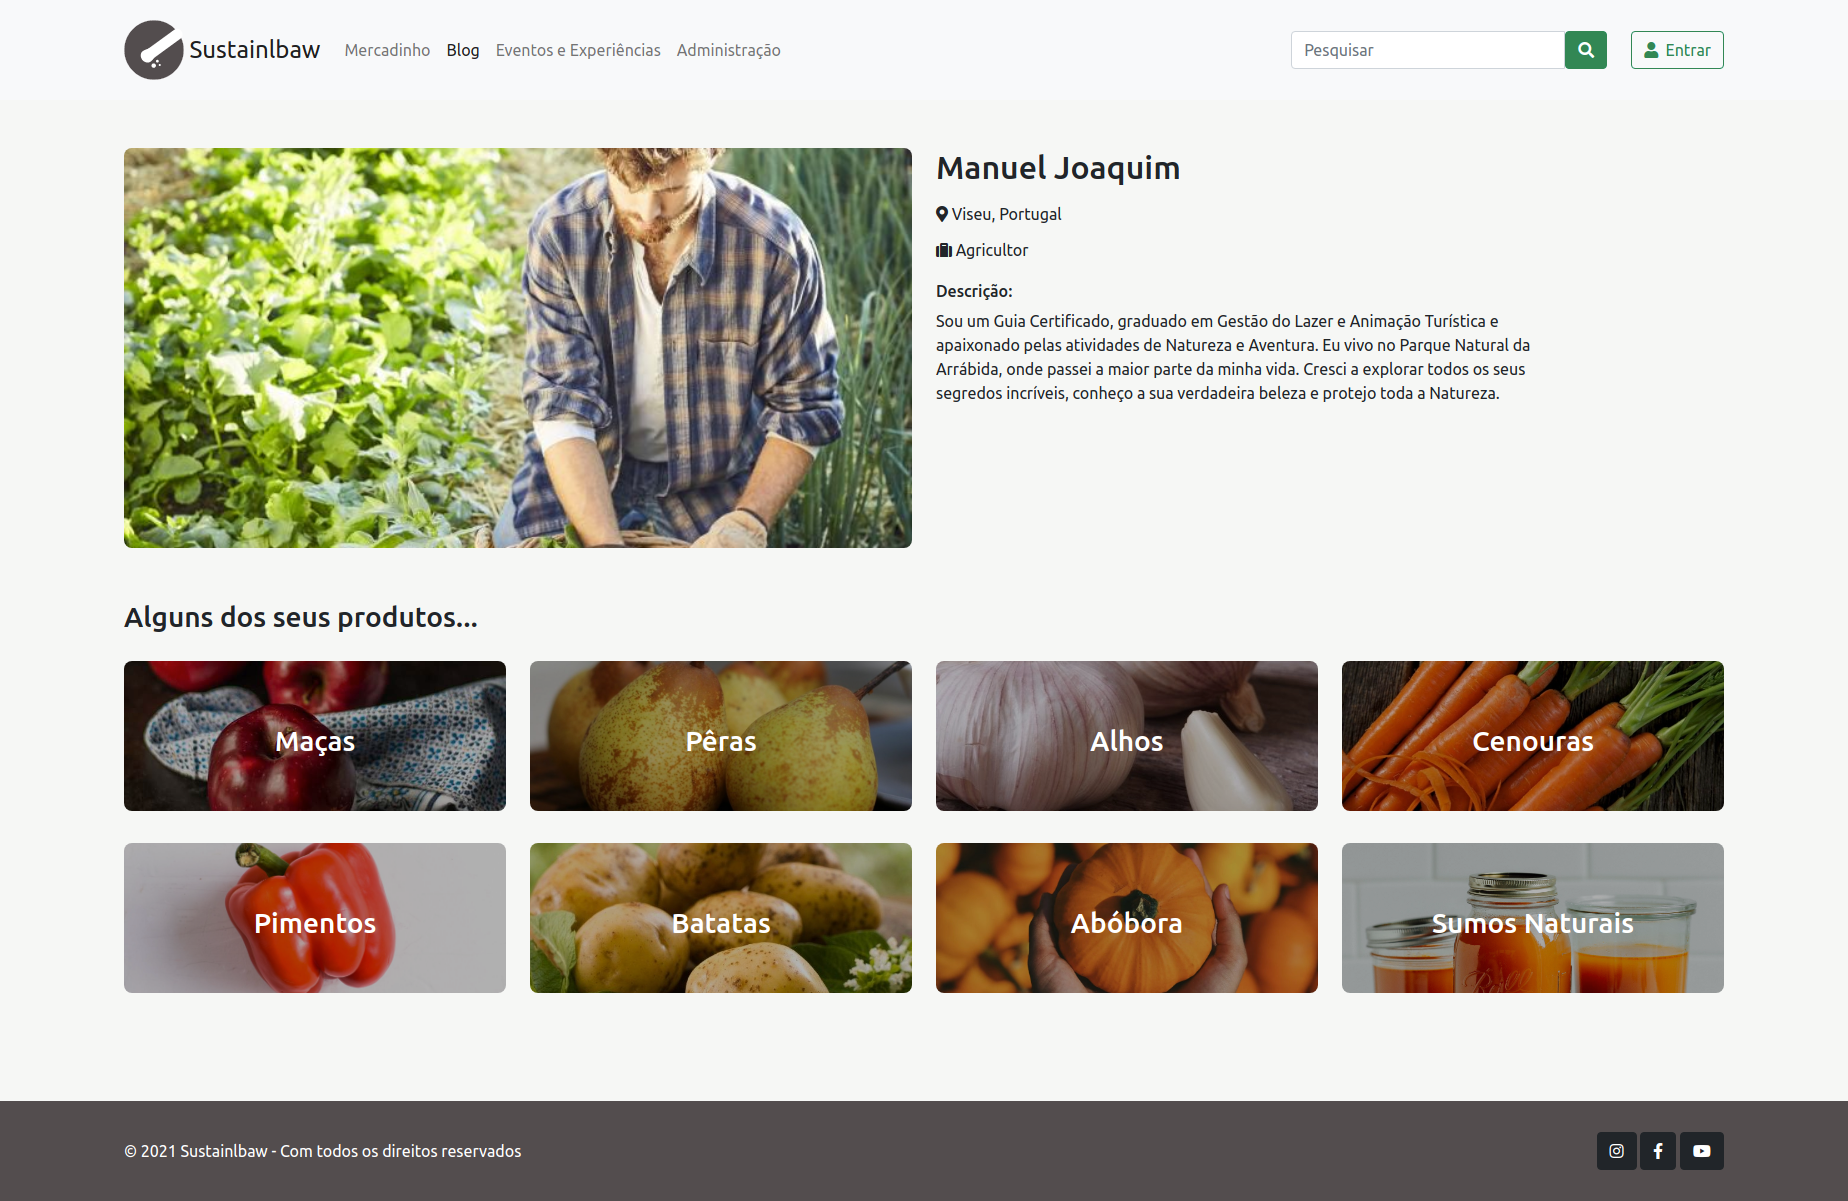 Sustainlbaw
Mercadinho
Blog
Eventos e Experiências
Administração
Pesquisar
Entrar
Manuel Joaquim
Viseu, Portugal
Agricultor
Descrição:
Sou um Guia Certificado, graduado em Gestão do Lazer e Animação Turística e
apaixonado pelas atividades de Natureza e Aventura. Eu vivo no Parque Natural da
Arrábida, onde passei a maior parte da minha vida. Cresci a explorar todos os seus
segredos incríveis, conheço a sua verdadeira beleza e protejo toda a Natureza.
Alguns dos seus produtos...
Maças
Pêras
Alhos
Cenouras
Pimentos
Batatas
Abóbora
Sumos Naturais
© 2021 Sustainlbaw - Com todos os direitos reservados